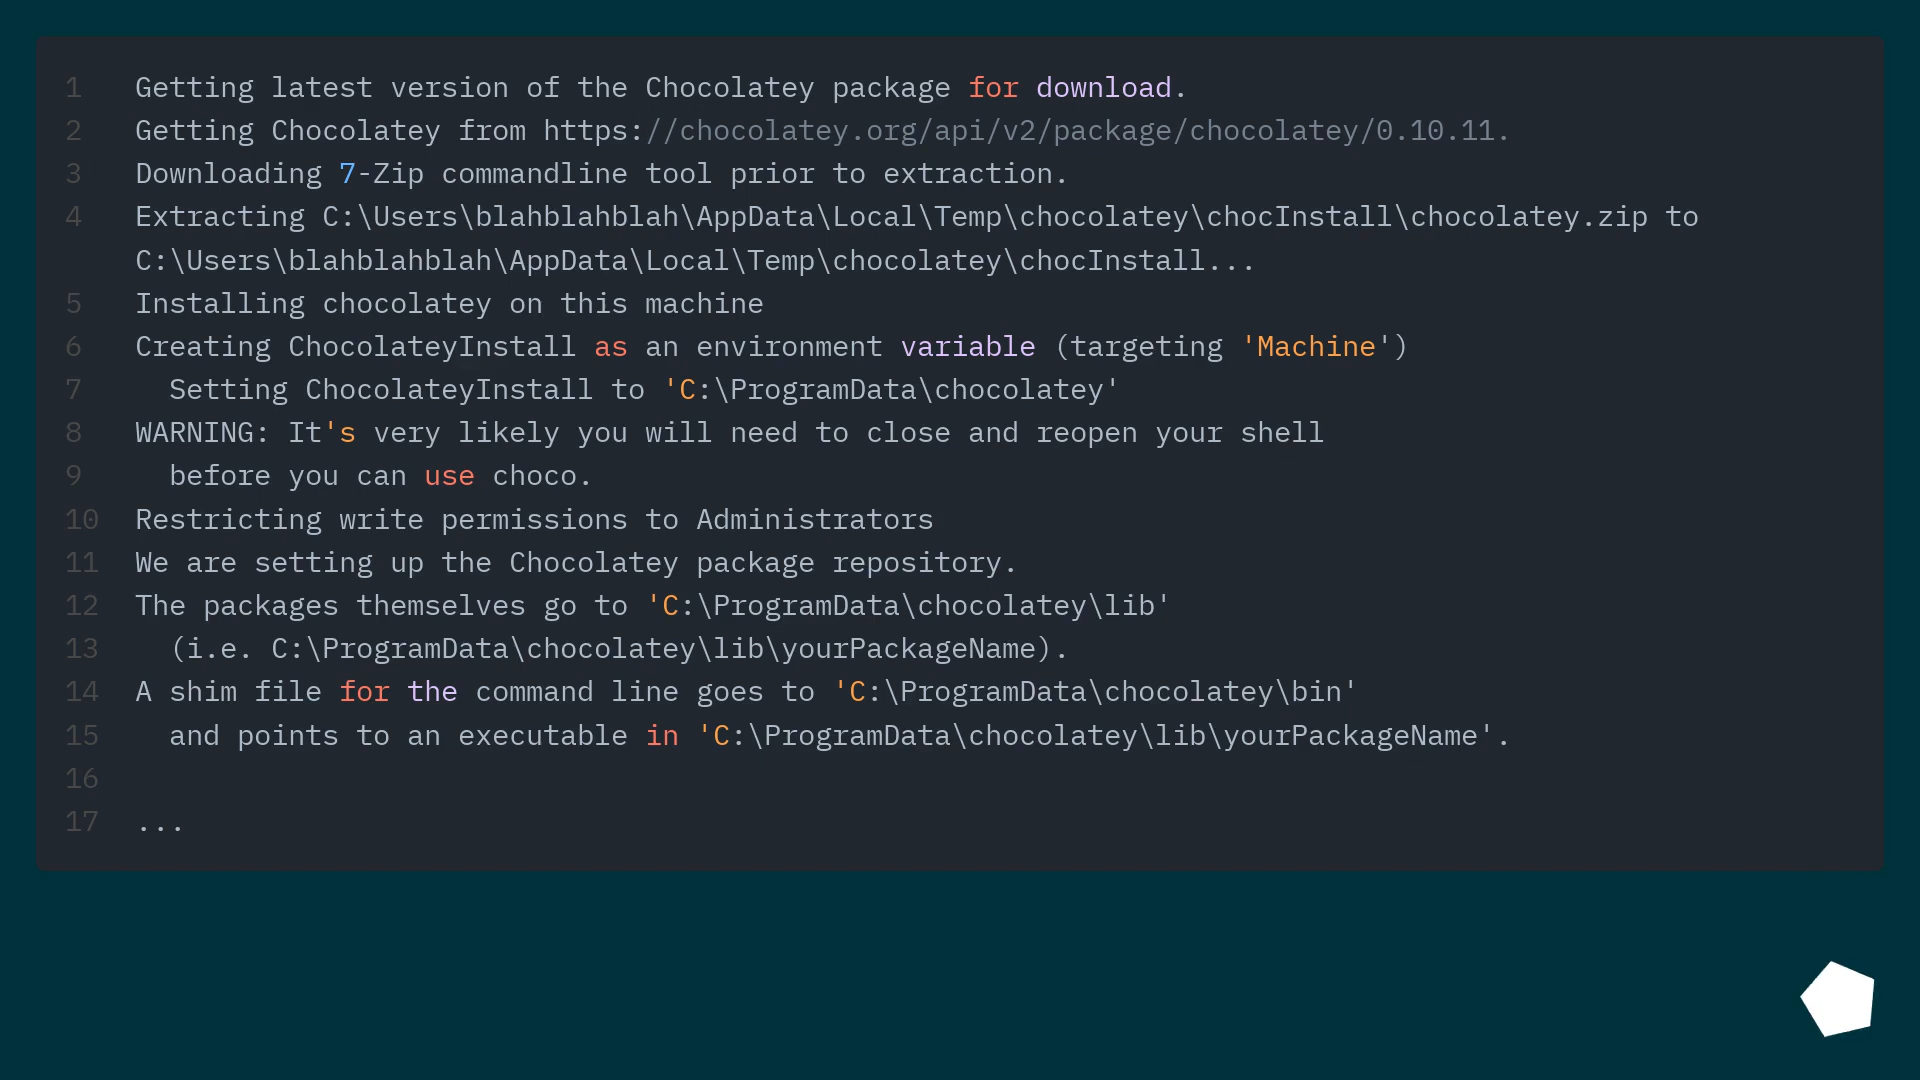 1 Getting latest version of the Chocolatey package for download.
2 Getting Chocolatey from https://chocolatey.org/api/v2/package/chocolatey/0.10.11.
3 Downloading 7-Zip commandline tool prior to extraction.
4 Extracting C:\Users\blahblahblah\AppData\Local\Temp\chocolatey\chocInstall\chocolatey.zip to
C:\Users\blahblahblah\AppData\Local\Temp\chocolatey\chocInstall...
5 Installing chocolatey on this machine
6 Creating ChocolateyInstall as an environment variable (targeting 'Machine')
7   Setting ChocolateyInstall to 'C:\ProgramData\chocolatey'
8 WARNING: It's very likely you will need to close and reopen your shell
9   before you can use choco.
10 Restricting write permissions to Administrators
11 We are setting up the Chocolatey package repository.
12 The packages themselves go to 'C:\ProgramData\chocolatey\lib'
13   (i.e. C:\ProgramData\chocolatey\lib\yourPackageName).
14 A shim file for the command line goes to 'C:\ProgramData\chocolatey\bin'
15   and points to an executable in 'C:\ProgramData\chocolatey\lib\yourPackageName'.
16
17 ...